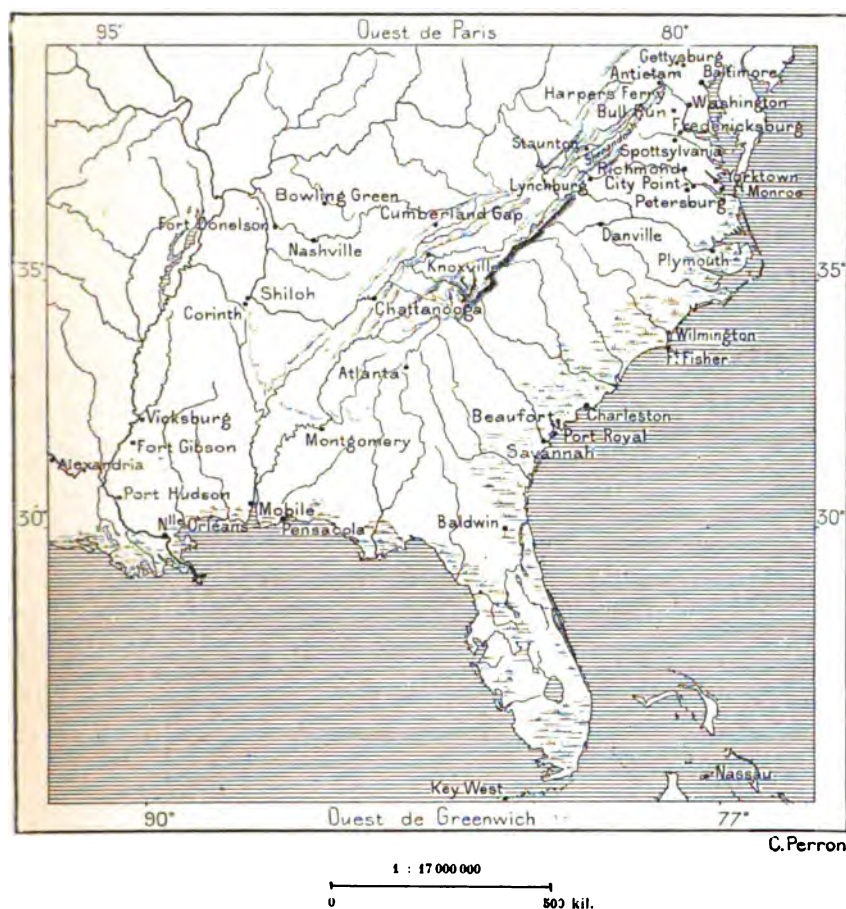 95° Ouest de Paris 80°
Gettysburg
Antietam Baltimore
Harpers Ferry
Bull Run Washington
Fredericksburg
Staunton Spottsylvania
Richmond Yorktown
Lynchburg City Point Ft Monroe
Petersburg
Bowling Green
Cumberland Gap
Fort Donelson Danville
Nashville
Plymouth
35° Knoxville 35°
Shiloh
Corinth Chattanooga
Wilmington
Ft Fisher
Atlanta
Vicksburg Beaufort Charleston
Montgomery Port Royal
Fort Gibson Savannah
Alexandria
Port Hudson
30° Mobile 30°
Nlle Orléans Pensacola Baldwin
Nassau
Key West
90° Ouest de Greenwich 77°
C. Perron
1 : 17 000 000
0 500 kil.